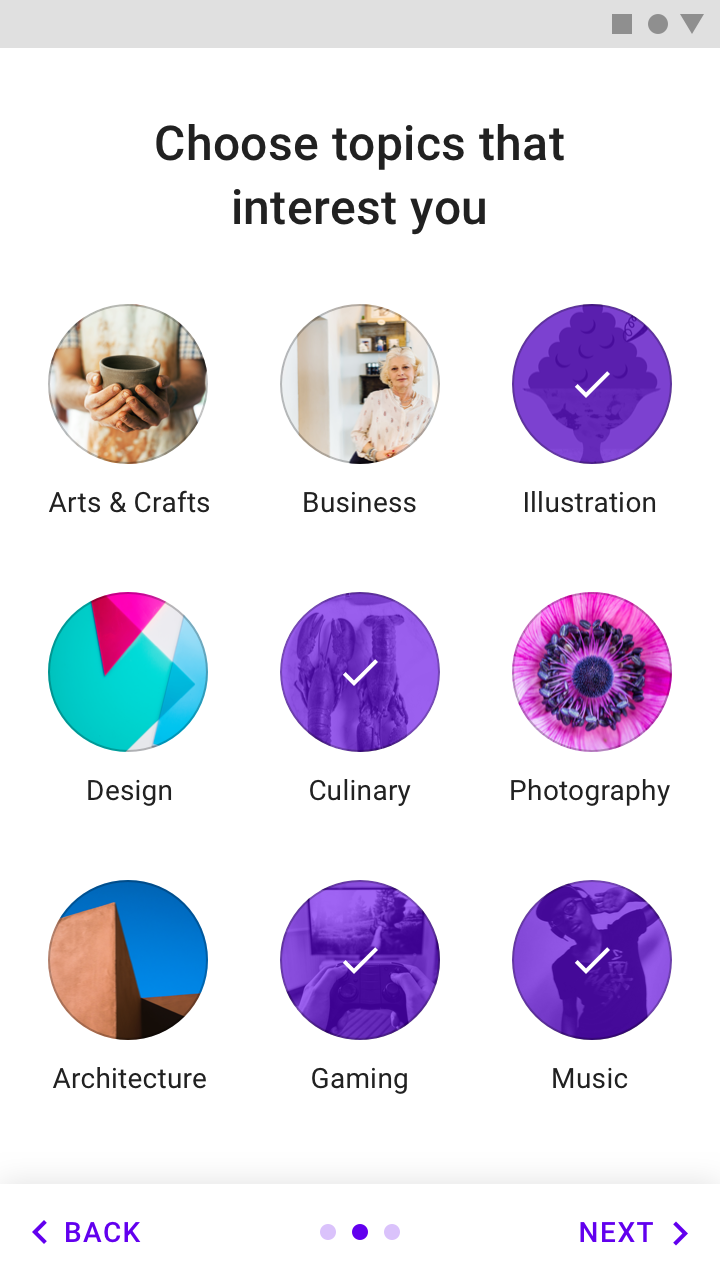 Choose topics that
interest you
Arts & Crafts
Business
Illustration
Design
Culinary
Photography
Architecture
Gaming
Music
BACK
NEXT